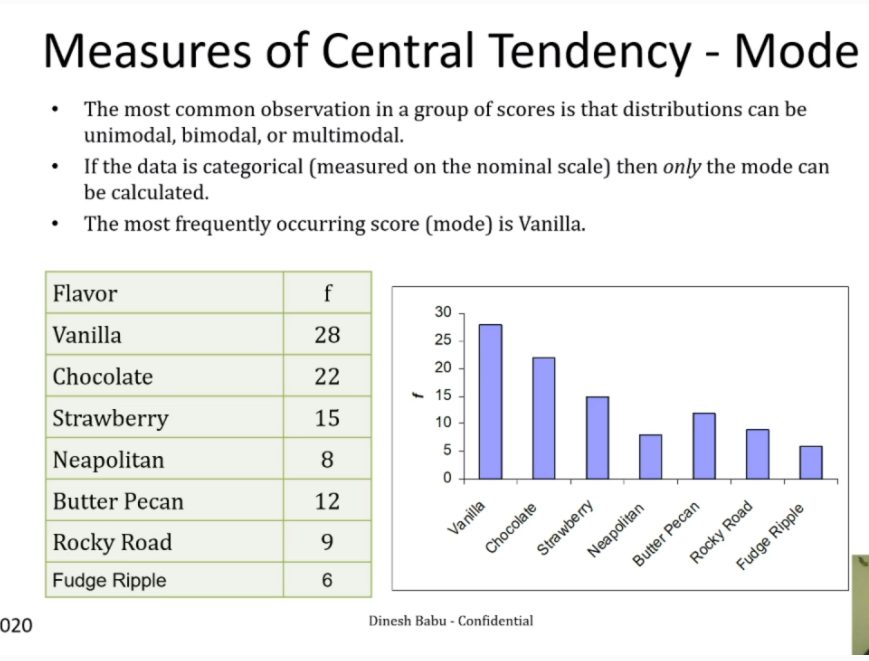 Measures of Central Tendency - Mode
• The most common observation in a group of scores is that distributions can be
unimodal, bimodal, or multimodal.
• If the data is categorical (measured on the nominal scale) then only the mode can
be calculated.
• The most frequently occurring score (mode) is Vanilla.
Flavor f
Vanilla 28
Chocolate 22
Strawberry 15
Neapolitan 8
Butter Pecan 12
Rocky Road 9
Fudge Ripple 6
30
25
20
15
10
5
0
f
Vanilla
Chocolate
Strawberry
Neapolitan
Butter Pecan
Rocky Road
Fudge Ripple
020
Dinesh Babu - Confidential